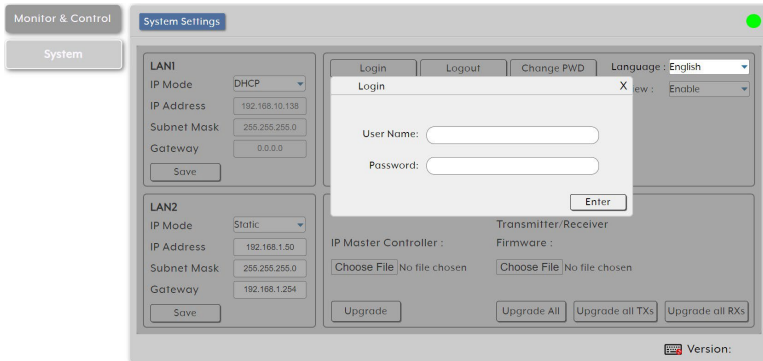 Monitor & Control
System
System Settings
LAN1
IP Mode DHCP
IP Address 192.168.10.138
Subnet Mask 255.255.255.0
Gateway 0.0.0.0
Save
Login Logout Change PWD Language : English
iew : Enable
Login X
User Name:
Password:
Enter
LAN2
IP Mode Static
IP Address 192.168.1.50
Subnet Mask 255.255.255.0
Gateway 192.168.1.254
Save
IP Master Controller :
Choose File No file chosen
Upgrade
Transmitter/Receiver
Firmware :
Choose File No file chosen
Upgrade All Upgrade all TXs Upgrade all RXs
Version: